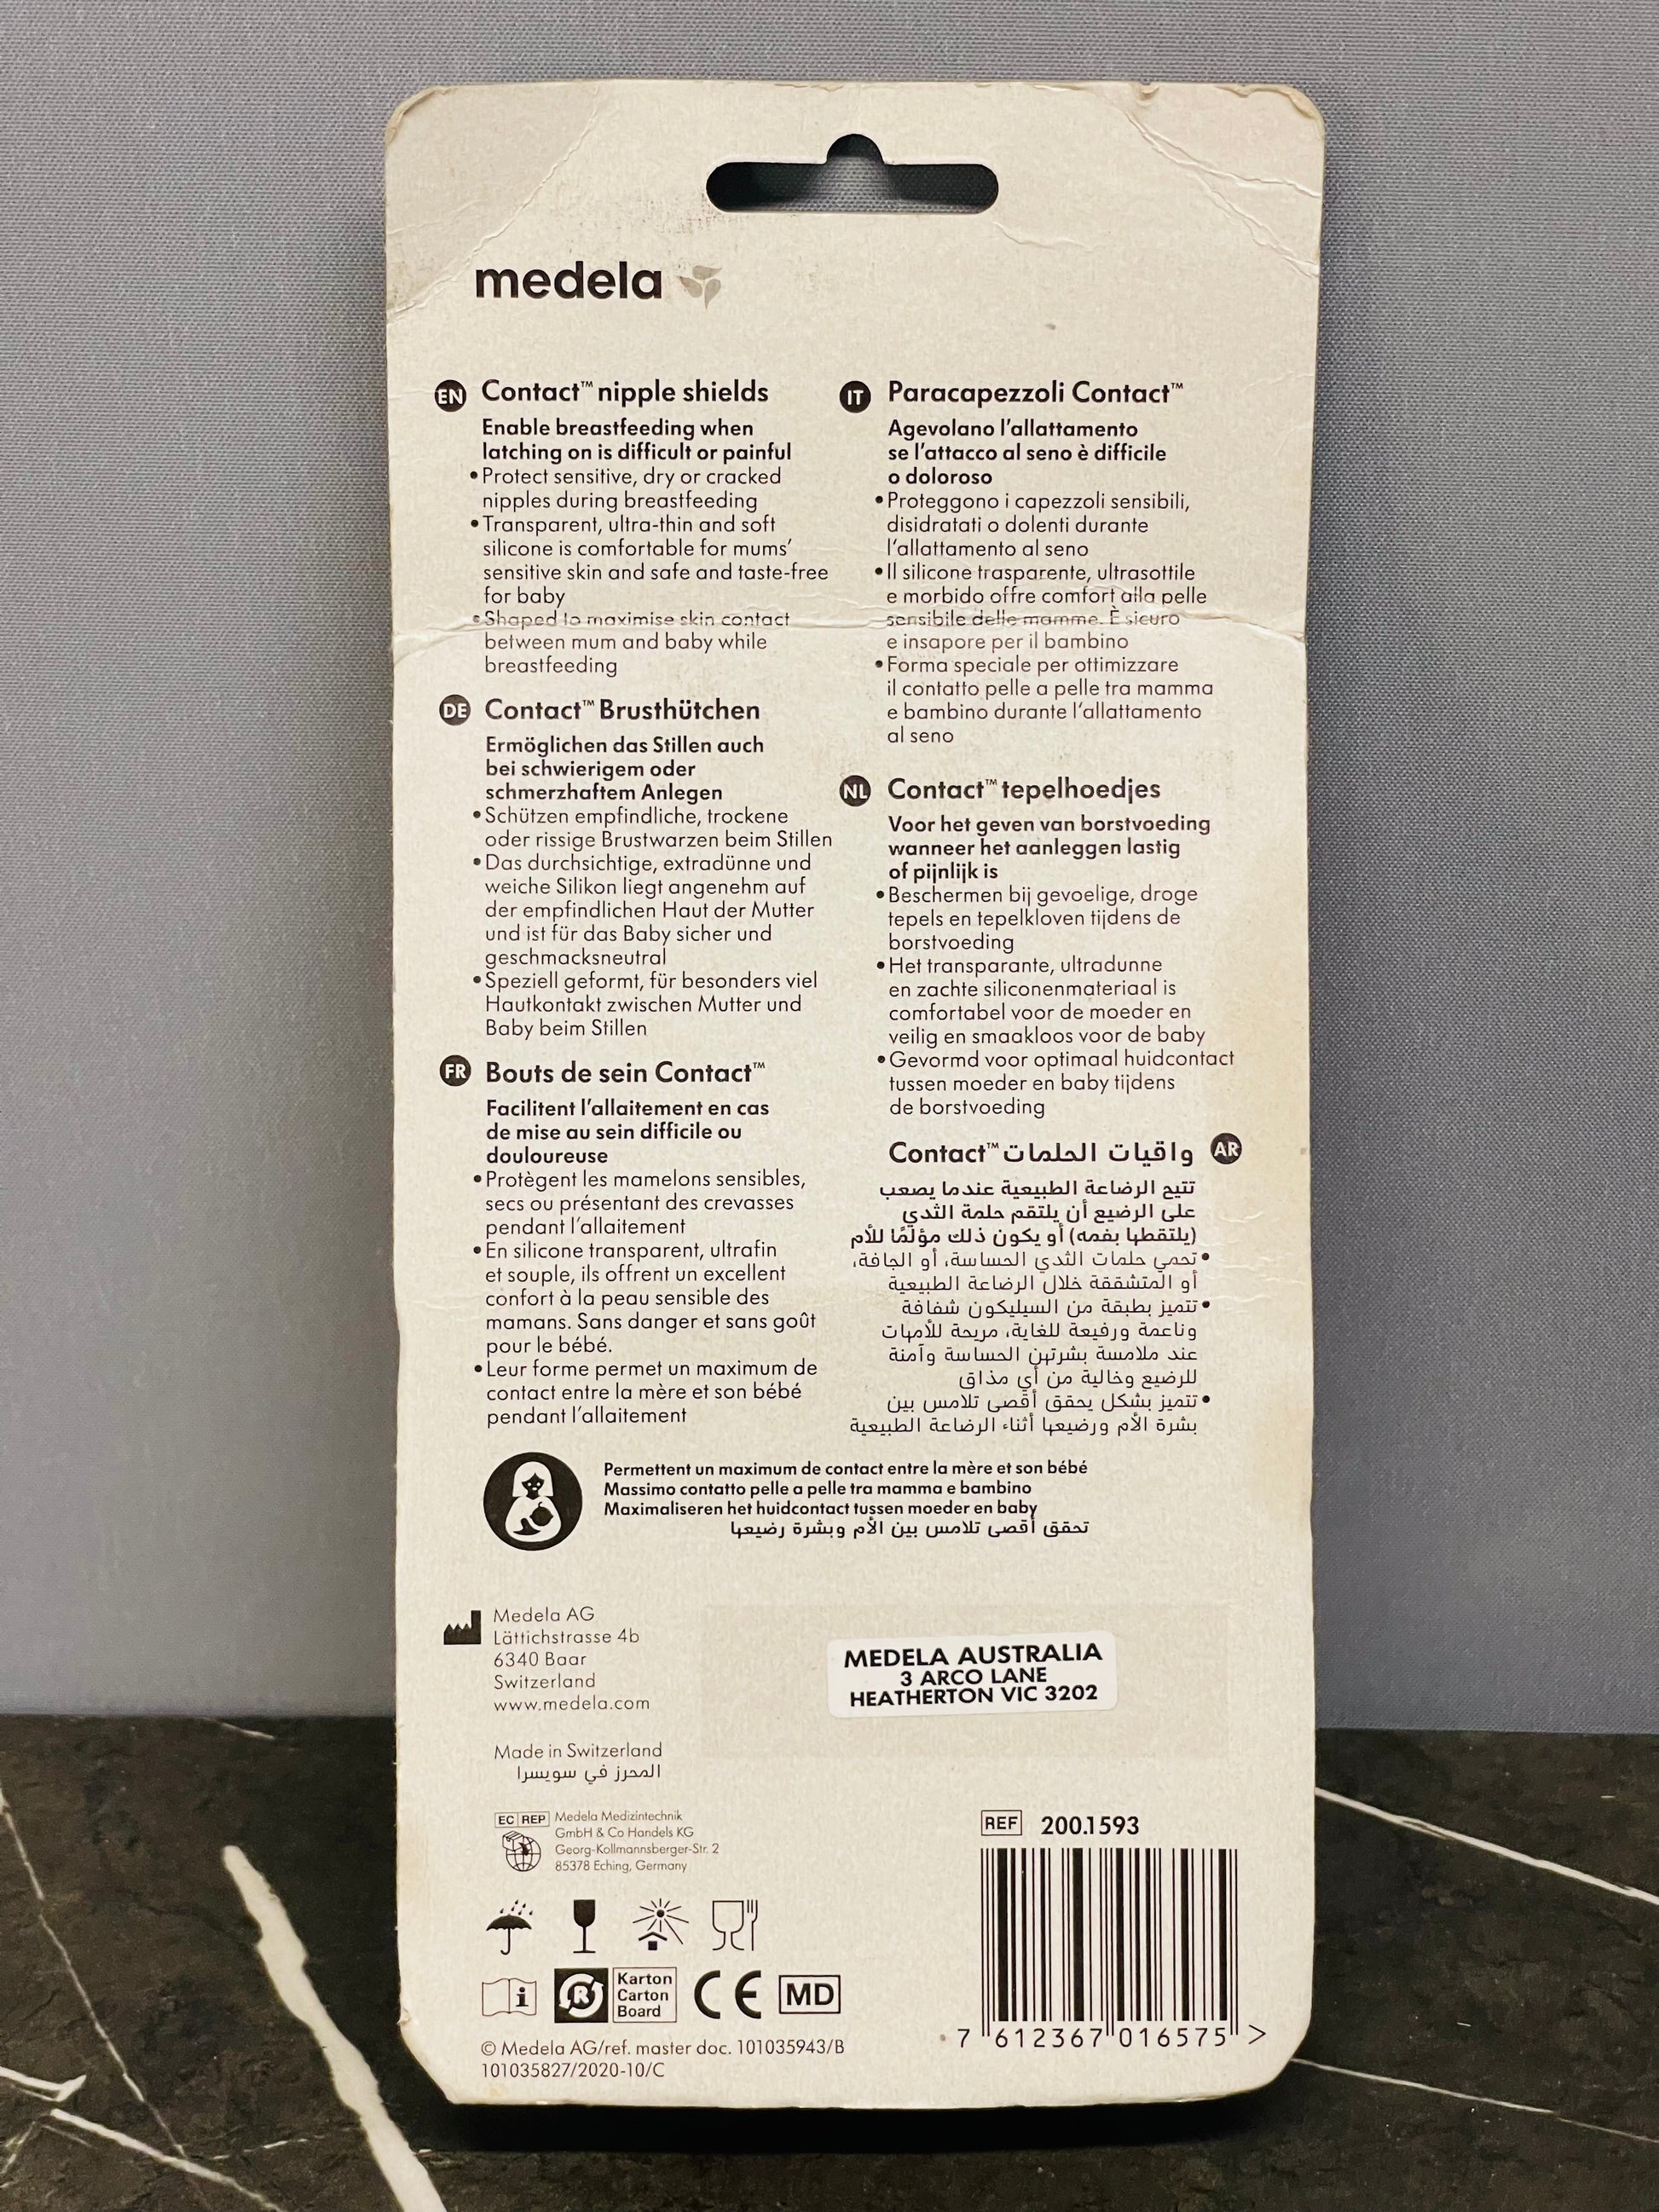 medela
EN Contact™ nipple shields
Enable breastfeeding when
latching on is difficult or painful
•Protect sensitive, dry or cracked
nipples during breastfeeding
•Transparent, ultra-thin and soft
silicone is comfortable for mums'
sensitive skin and safe and taste-free
for baby
•Shaped to maximise skin contact
between mum and baby while
breastfeeding
DE Contact™ Brusthütchen
Ermöglichen das Stillen auch
bei schwierigem oder
schmerzhaftem Anlegen
•Schützen empfindliche, trockene
oder rissige Brustwarzen beim Stillen
•Das durchsichtige, extradünne und
weiche Silikon liegt angenehm auf
der empfindlichen Haut der Mutter
und ist für das Baby sicher und
geschmacksneutral
•Speziell geformt, für besonders viel
Hautkontakt zwischen Mutter und
Baby beim Stillen
FR Bouts de sein Contact™
Facilitent l'allaitement en cas
de mise au sein difficile ou
douloureuse
•Protègent les mamelons sensibles,
secs ou présentant des crevasses
pendant l'allaitement
•En silicone transparent, ultrafin
et souple, ils offrent un excellent
confort à la peau sensible des
mamans. Sans danger et sans goût
pour le bébé.
•Leur forme permet un maximum de
contact entre la mère et son bébé
pendant l'allaitement
IT Paracapezzoli Contact™
Agevolano l'allattamento
se l'attacco al seno è difficile
o doloroso
•Proteggono i capezzoli sensibili,
disidratati o dolenti durante
l'allattamento al seno
•Il silicone trasparente, ultrasottile
e morbido offre comfort alla pelle
sensibile delle mamme. È sicuro
e insapore per il bambino
•Forma speciale per ottimizzare
il contatto pelle a pelle tra mamma
e bambino durante l'allattamento
al seno
NL Contact™ tepelhoedjes
Voor het geven van borstvoeding
wanneer het aanleggen lastig
of pijnlijk is
•Beschermen bij gevoelige, droge
tepels en tepelkloven tijdens de
borstvoeding
•Het transparante, ultradunne
en zachte siliconenmateriaal is
comfortabel voor de moeder en
veilig en smaakloos voor de baby
•Gevormd voor optimaal huidcontact
tussen moeder en baby tijdens
de borstvoeding
AR واقيات الحلمات Contact™
تتيح الرضاعة الطبيعية عندما يصعب
على الرضيع أن يلتقم حلمة الثدي
(يلتقطها بفمه) أو يكون ذلك مؤلمًا للأم
•تحمي حلمات الثدي الحساسة، أو الجافة،
أو المتشققة خلال الرضاعة الطبيعية
•تتميز بطبقة من السيليكون شفافة
وناعمة ورفيعة للغاية، مريحة للأمهات
عند ملامسة بشرتهن الحساسة وآمنة
للرضيع وخالية من أي مذاق
•تتميز بشكل يحقق أقصى تلامس بين
بشرة الأم ورضيعها أثناء الرضاعة الطبيعية
Permettent un maximum de contact entre la mère et son bébé
Massimo contatto pelle a pelle tra mamma e bambino
Maximaliseren het huidcontact tussen moeder en baby
تحقق أقصى تلامس بين الأم وبشرة رضيعها
Medela AG
Lättichstrasse 4b
6340 Baar
Switzerland
www.medela.com
MEDELA AUSTRALIA
3 ARCO LANE
HEATHERTON VIC 3202
Made in Switzerland
المحرز في سويسرا
EC REP Medela Medizintechnik
GmbH & Co Handels KG
Georg-Kollmannsberger-Str. 2
85378 Eching, Germany
REF 200.1593
i R Karton
Carton
Board
CE MD
7 612367 016575 >
© Medela AG/ref. master doc. 101035943/B
101035827/2020-10/C